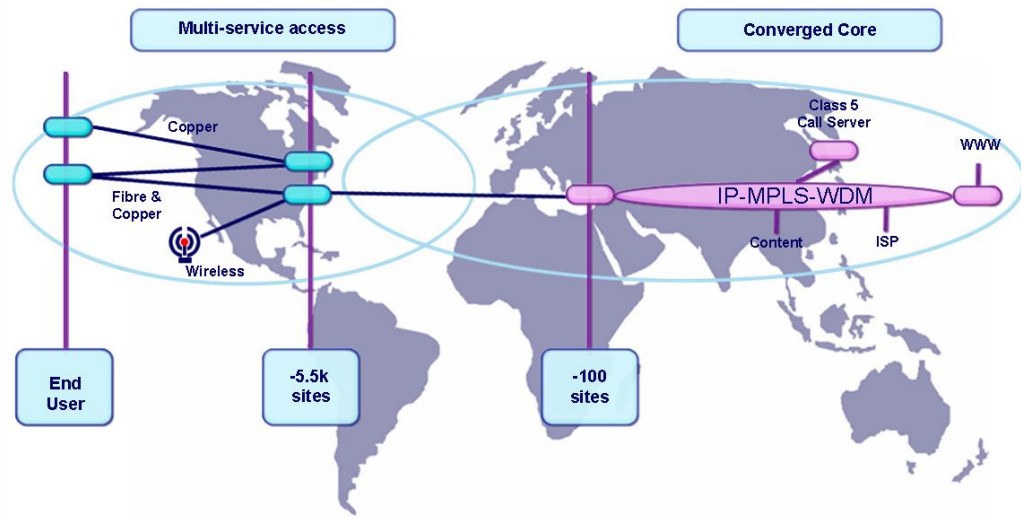 Multi-service access
Converged Core
Copper
Class 5
Call Server
WWW
Fibre &
Copper
IP-MPLS-WDM
Content
ISP
Wireless
End
User
-5.5k
sites
-100
sites